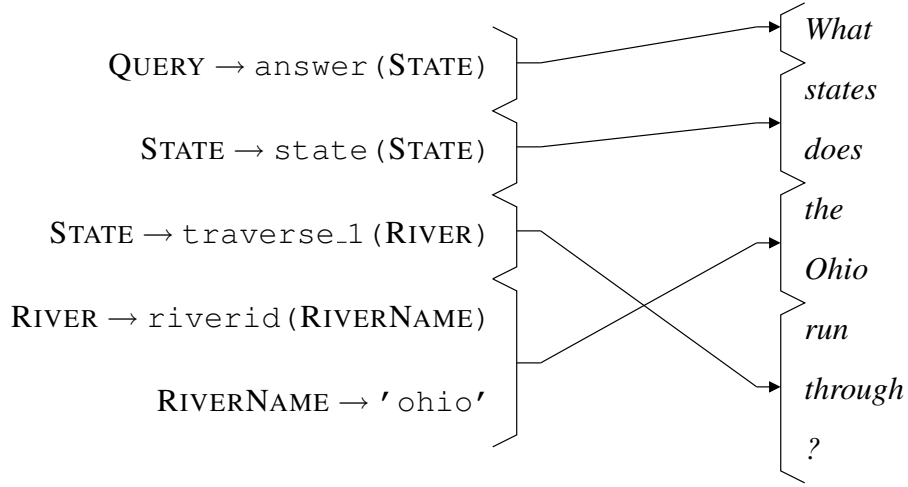 QUERY → answer(STATE)
STATE → state(STATE)
STATE → traverse_1(RIVER)
RIVER → riverid(RIVERNAME)
RIVERNAME → 'ohio'
What
states
does
the
Ohio
run
through
?